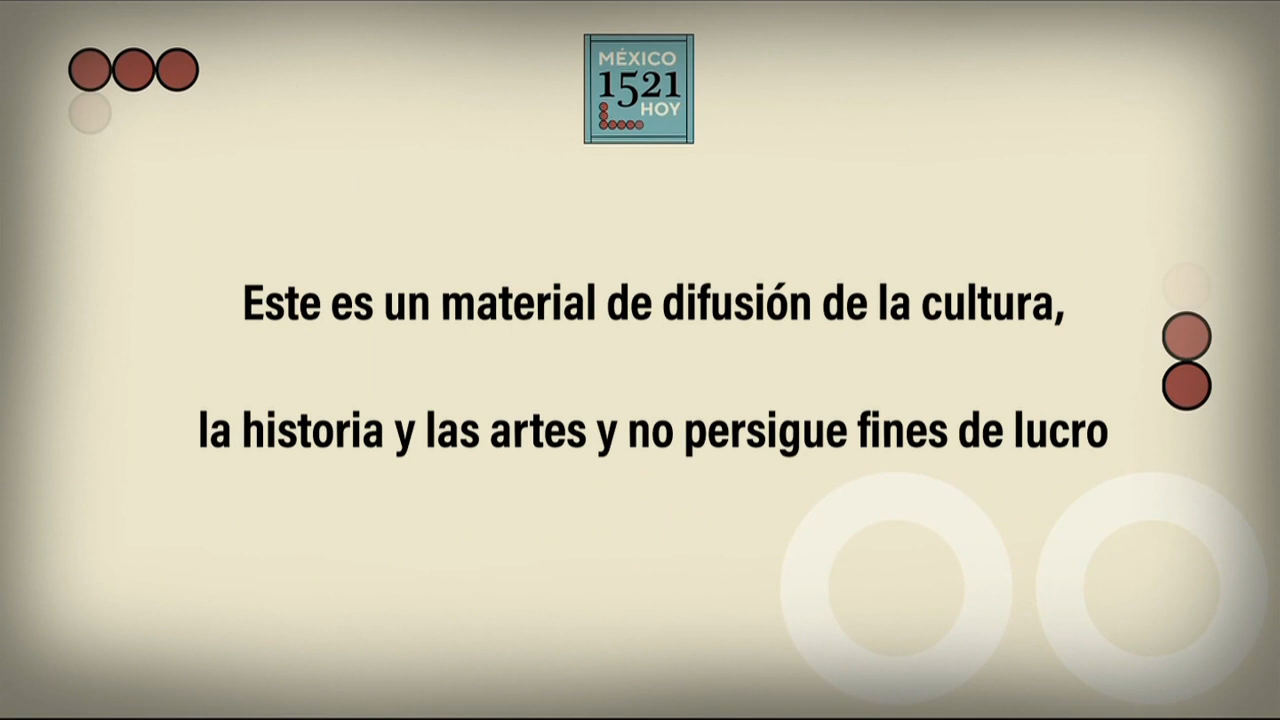 MÉXICO
1521
HOY
Este es un material de difusión de la cultura,
la historia y las artes y no persigue fines de lucro